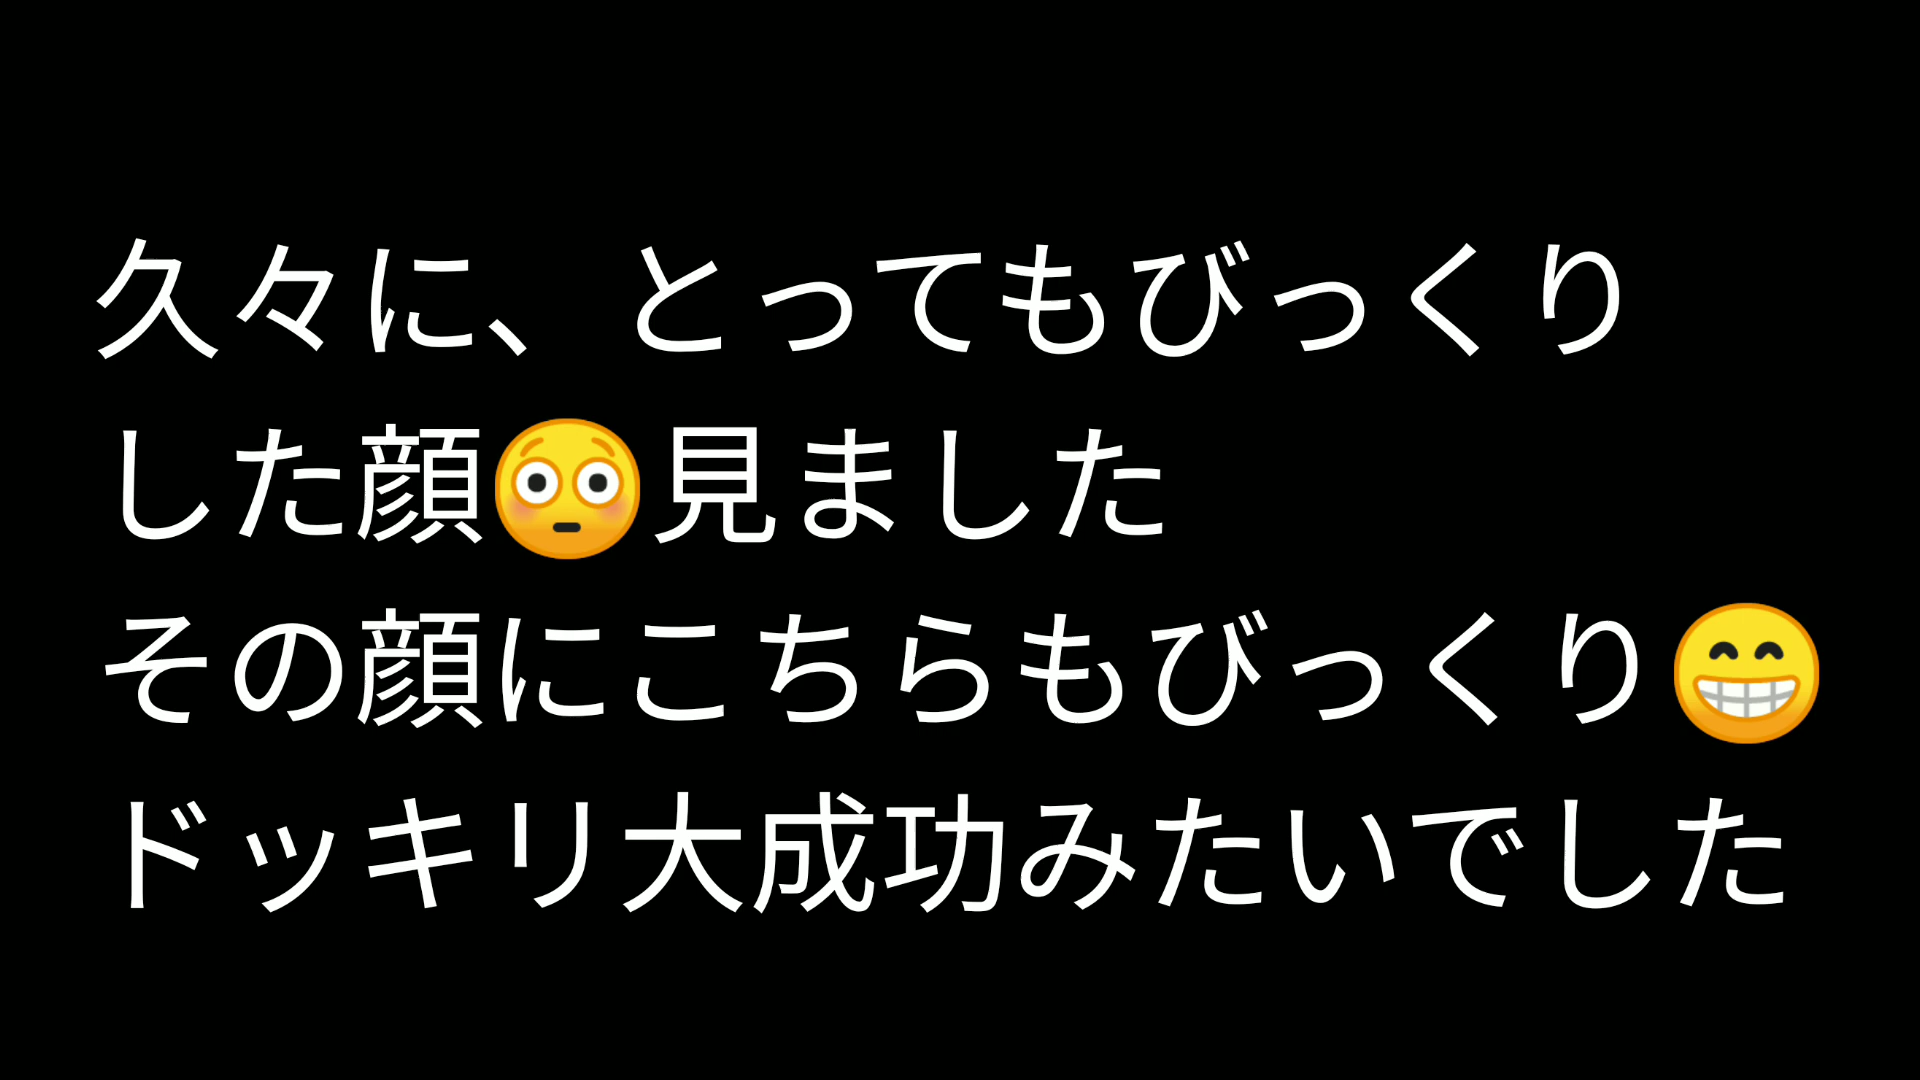 久々に、とってもびっくり
した顔😳見ました
その顔にこちらもびっくり😁
ドッキリ大成功みたいでした